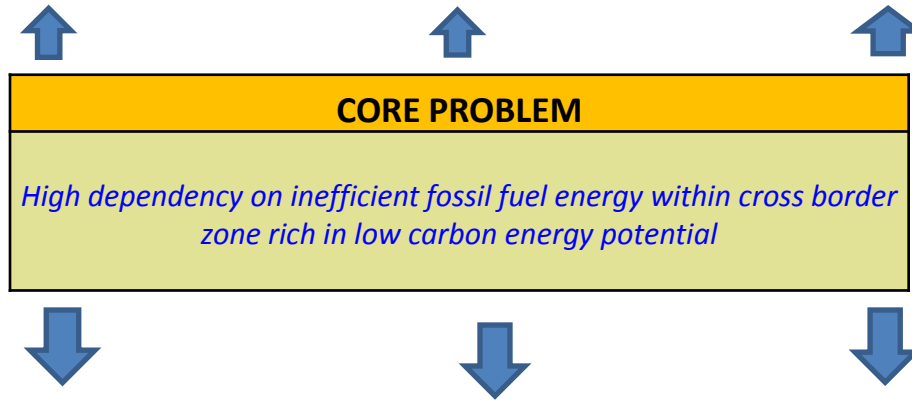 CORE PROBLEM
High dependency on inefficient fossil fuel energy within cross border
zone rich in low carbon energy potential